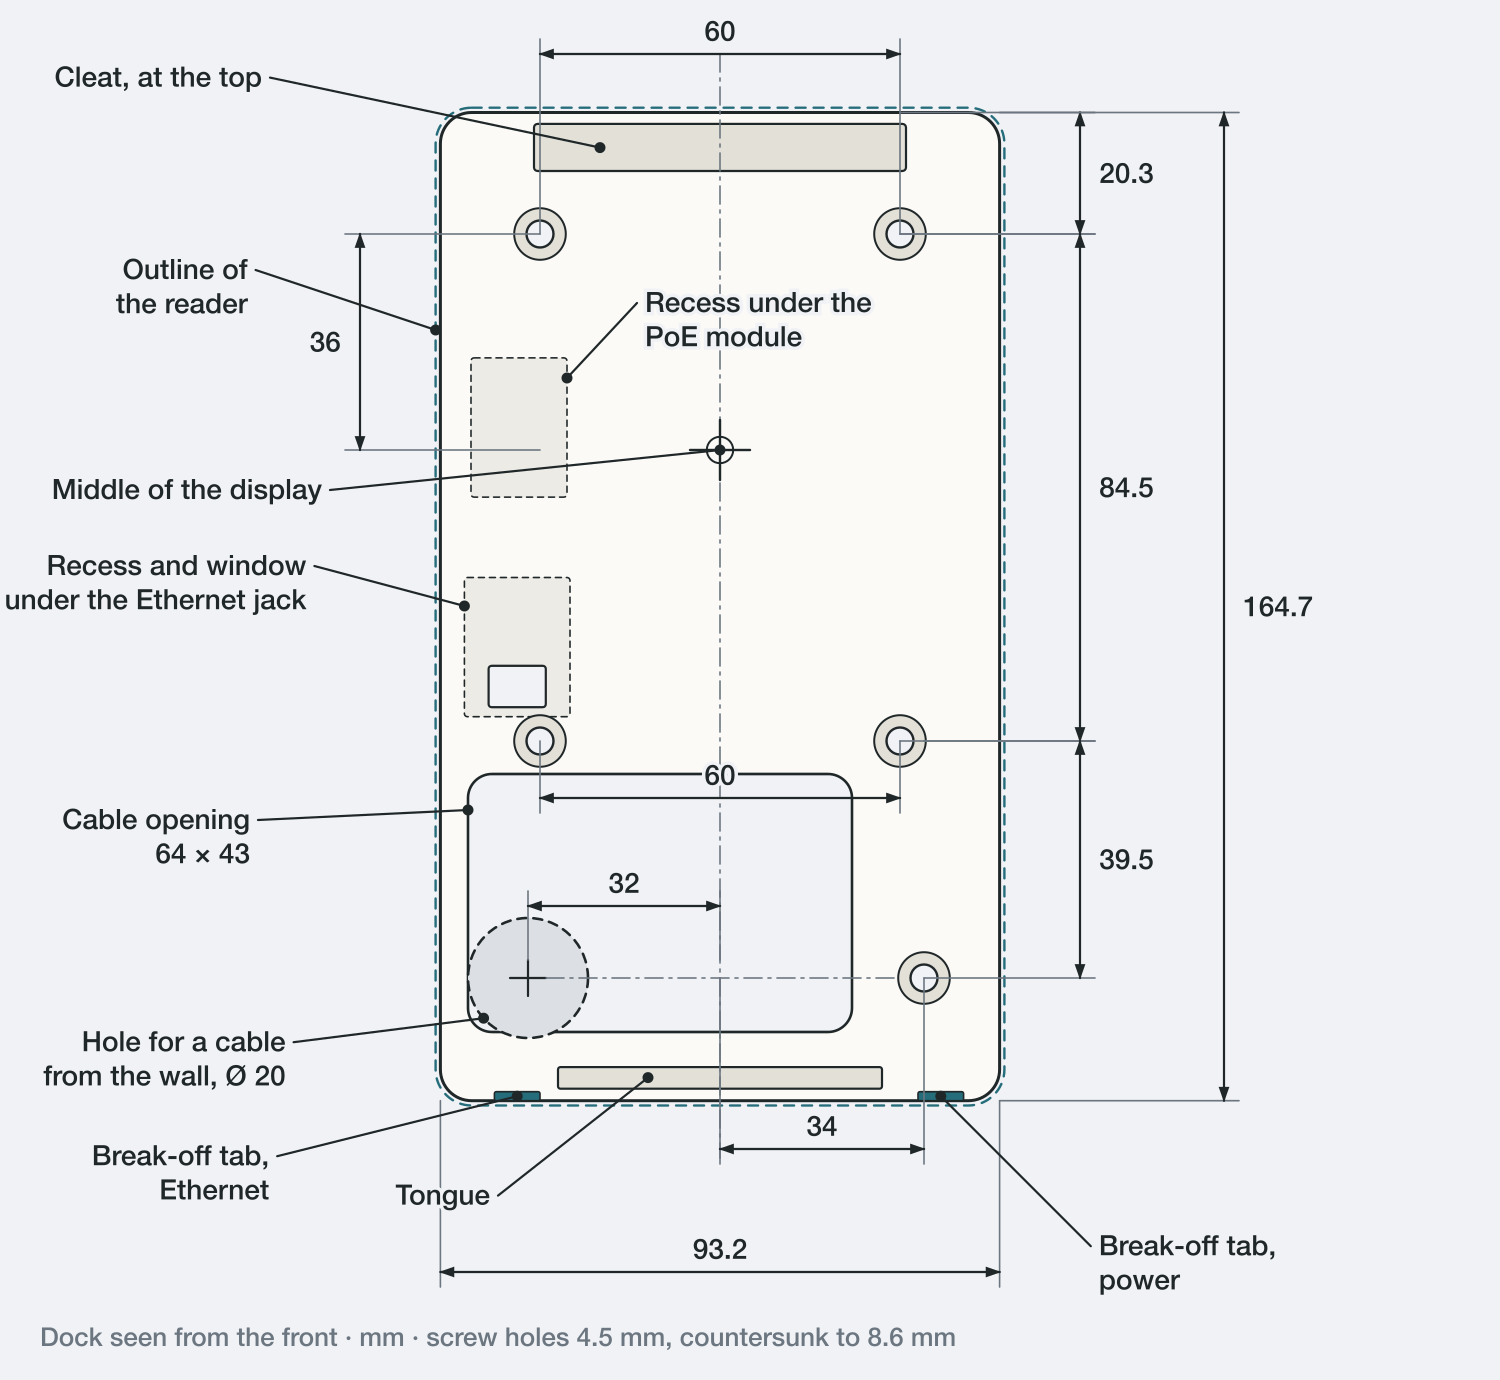 60
Cleat, at the top
20.3
Outline of
the reader
36
Recess under the
PoE module
Middle of the display
84.5
Recess and window
under the Ethernet jack
164.7
60
Cable opening
64 × 43
39.5
32
Hole for a cable
from the wall, Ø 20
34
Break-off tab,
Ethernet
Tongue
93.2
Break-off tab,
power
Dock seen from the front · mm · screw holes 4.5 mm, countersunk to 8.6 mm